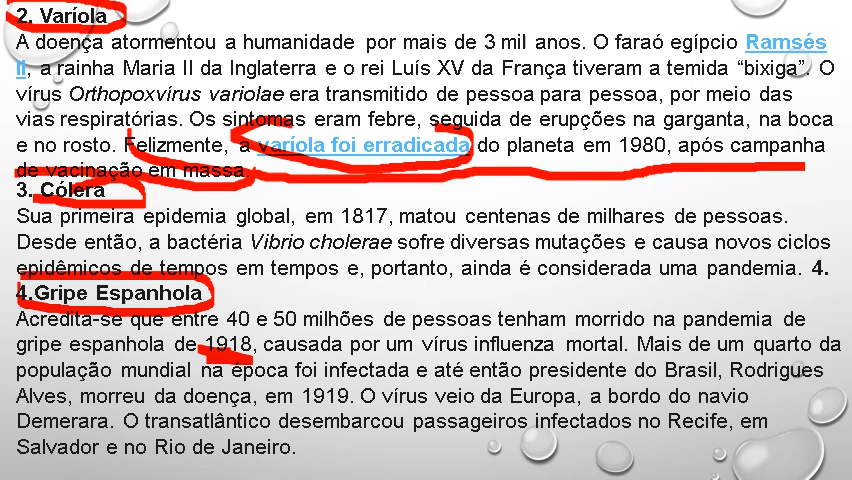 2. Varíola
A doença atormentou a humanidade por mais de 3 mil anos. O faraó egípcio Ramsés
II, a rainha Maria II da Inglaterra e o rei Luís XV da França tiveram a temida “bixiga”. O
vírus Orthopoxvírus variolae era transmitido de pessoa para pessoa, por meio das
vias respiratórias. Os sintomas eram febre, seguida de erupções na garganta, na boca
e no rosto. Felizmente, a varíola foi erradicada do planeta em 1980, após campanha
de vacinação em massa.
3. Cólera
Sua primeira epidemia global, em 1817, matou centenas de milhares de pessoas.
Desde então, a bactéria Vibrio cholerae sofre diversas mutações e causa novos ciclos
epidêmicos de tempos em tempos e, portanto, ainda é considerada uma pandemia. 4.
4.Gripe Espanhola
Acredita-se que entre 40 e 50 milhões de pessoas tenham morrido na pandemia de
gripe espanhola de 1918, causada por um vírus influenza mortal. Mais de um quarto da
população mundial na época foi infectada e até então presidente do Brasil, Rodrigues
Alves, morreu da doença, em 1919. O vírus veio da Europa, a bordo do navio
Demerara. O transatlântico desembarcou passageiros infectados no Recife, em
Salvador e no Rio de Janeiro.